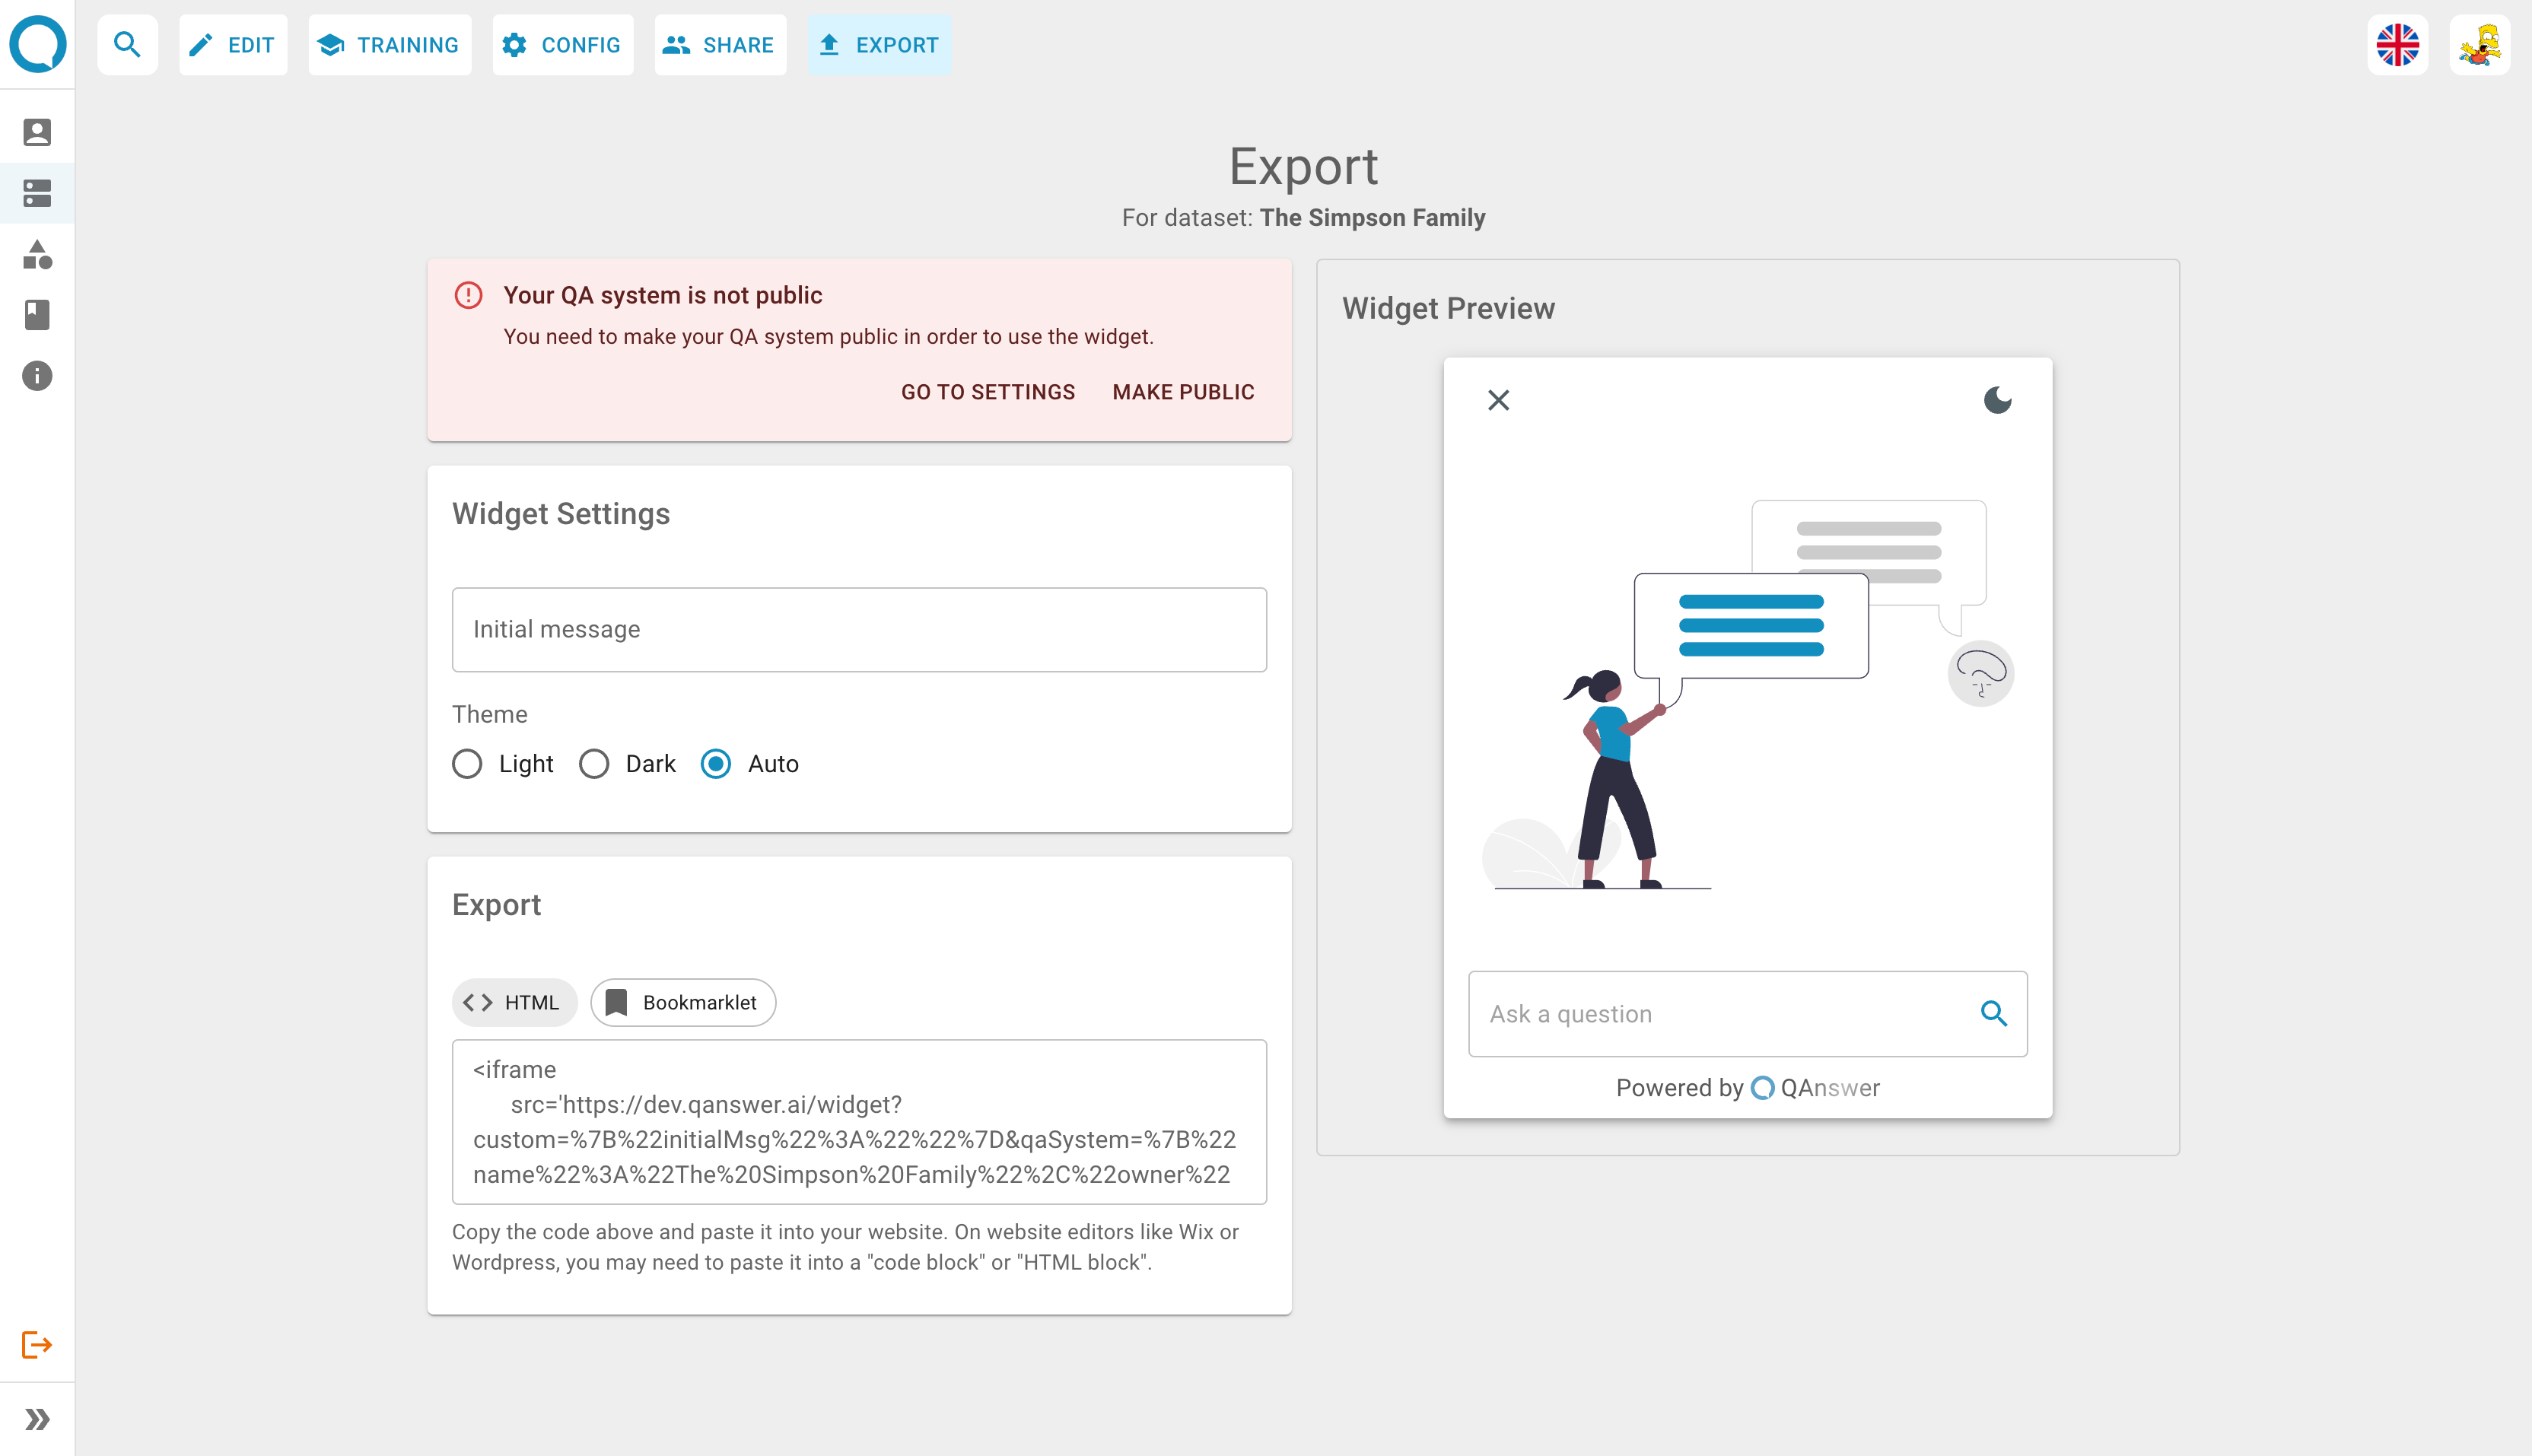 EDIT
TRAINING
CONFIG
SHARE
EXPORT
Export
For dataset: The Simpson Family
Your QA system is not public
You need to make your QA system public in order to use the widget.
GO TO SETTINGS
MAKE PUBLIC
Widget Settings
Initial message
Theme
Light
Dark
Auto
Export
HTML
Bookmarklet
<iframe
src='https://dev.qanswer.ai/widget?
custom=%7B%22initialMsg%22%3A%22%22%7D&qaSystem=%7B%22
name%22%3A%22The%20Simpson%20Family%22%2C%22owner%22
Copy the code above and paste it into your website. On website editors like Wix or
Wordpress, you may need to paste it into a "code block" or "HTML block".
Widget Preview
Ask a question
Powered by QAnswer